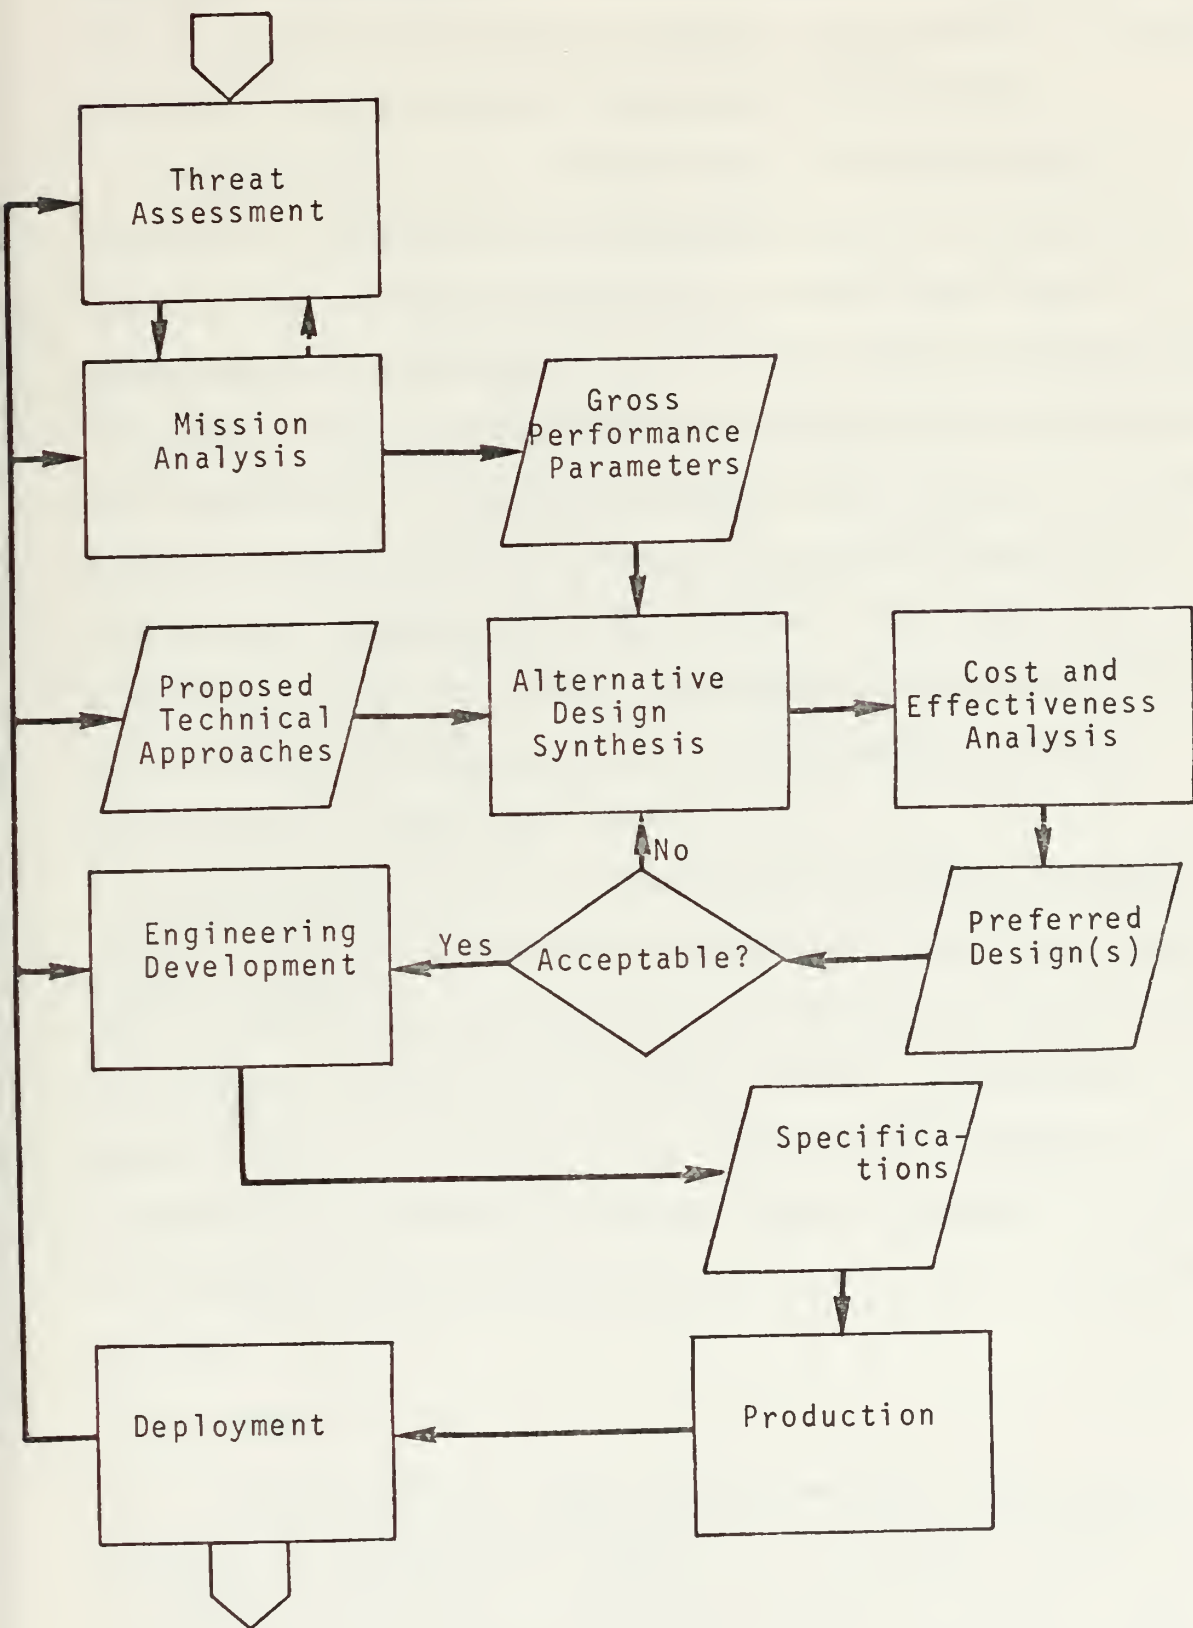 Threat
Assessment
Mission
Analysis
Gross
Performance
Parameters
Proposed
Technical
Approaches
Alternative
Design
Synthesis
Cost and
Effectiveness
Analysis
No
Engineering
Development
Yes
Acceptable?
Preferred
Design(s)
Specifica-
tions
Deployment
Production